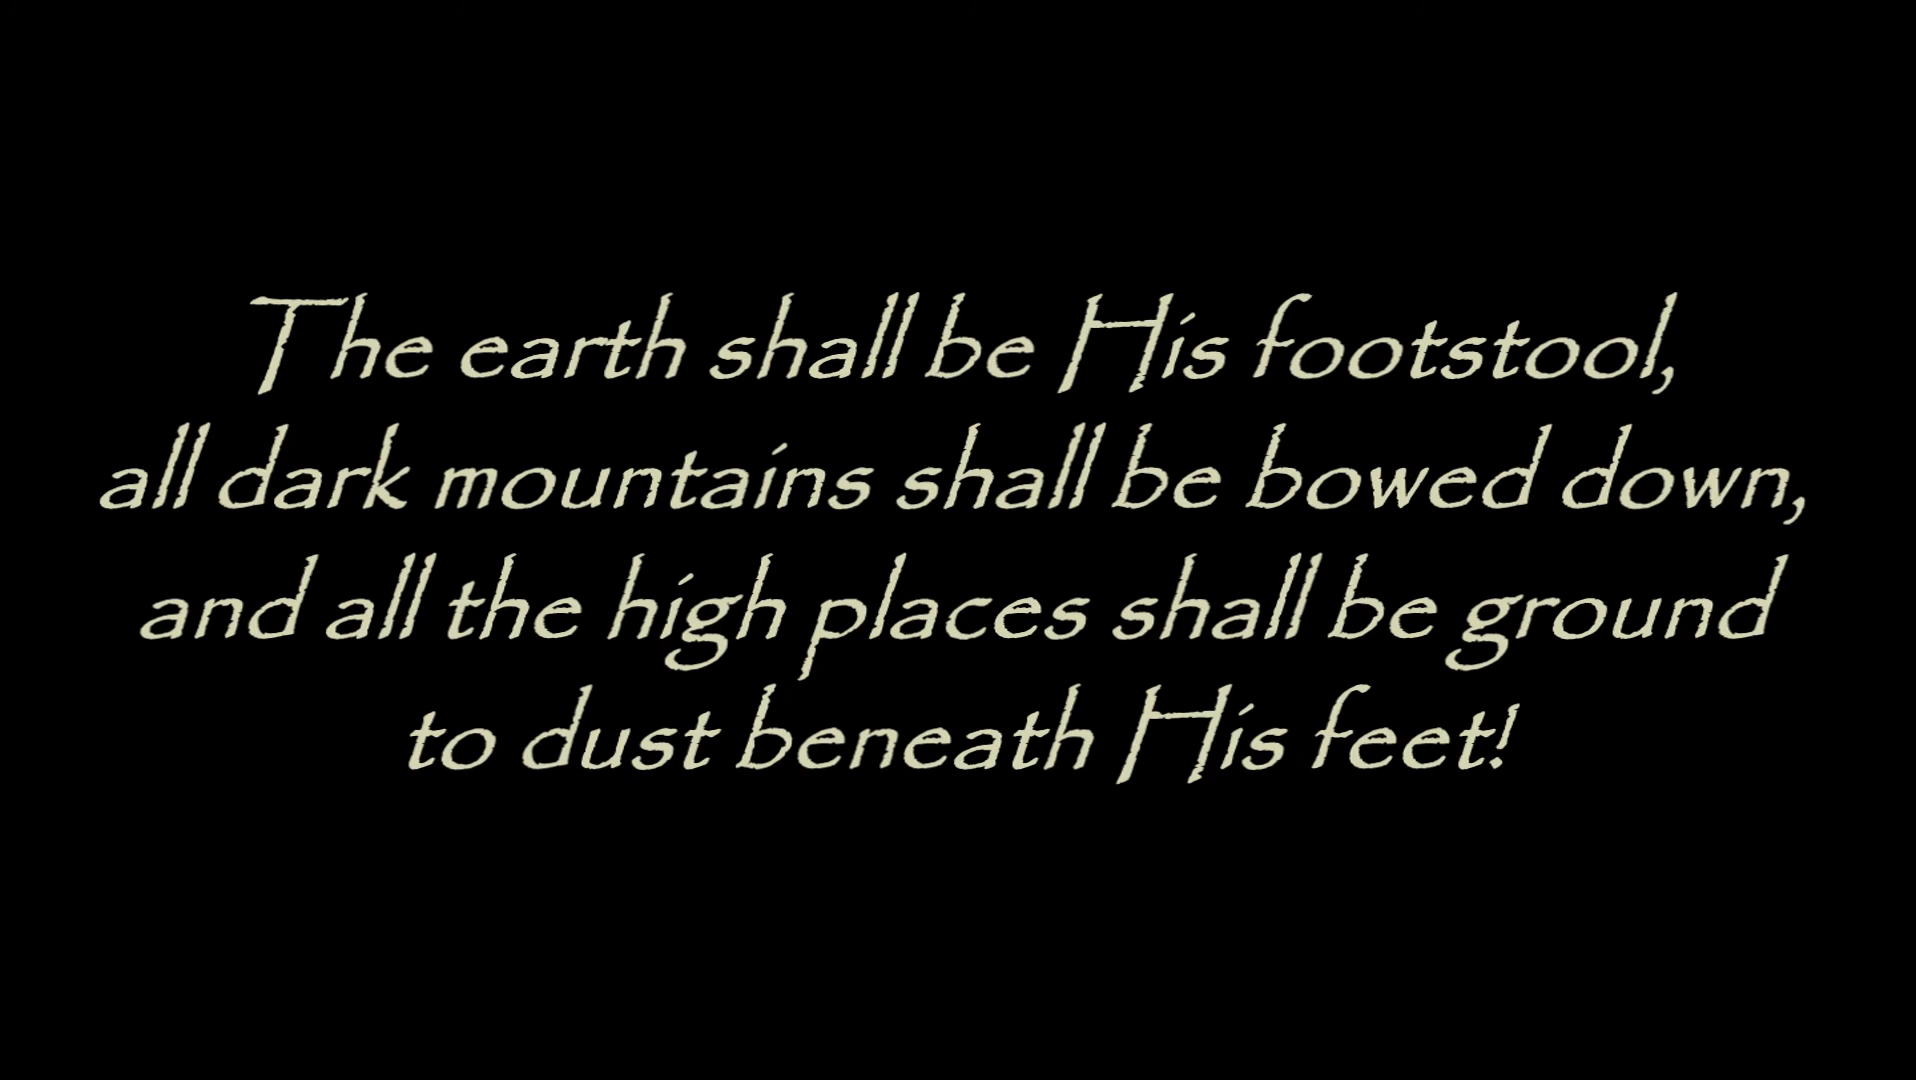 The earth shall be His footstool,
all dark mountains shall be bowed down,
and all the high places shall be ground
to dust beneath His feet!